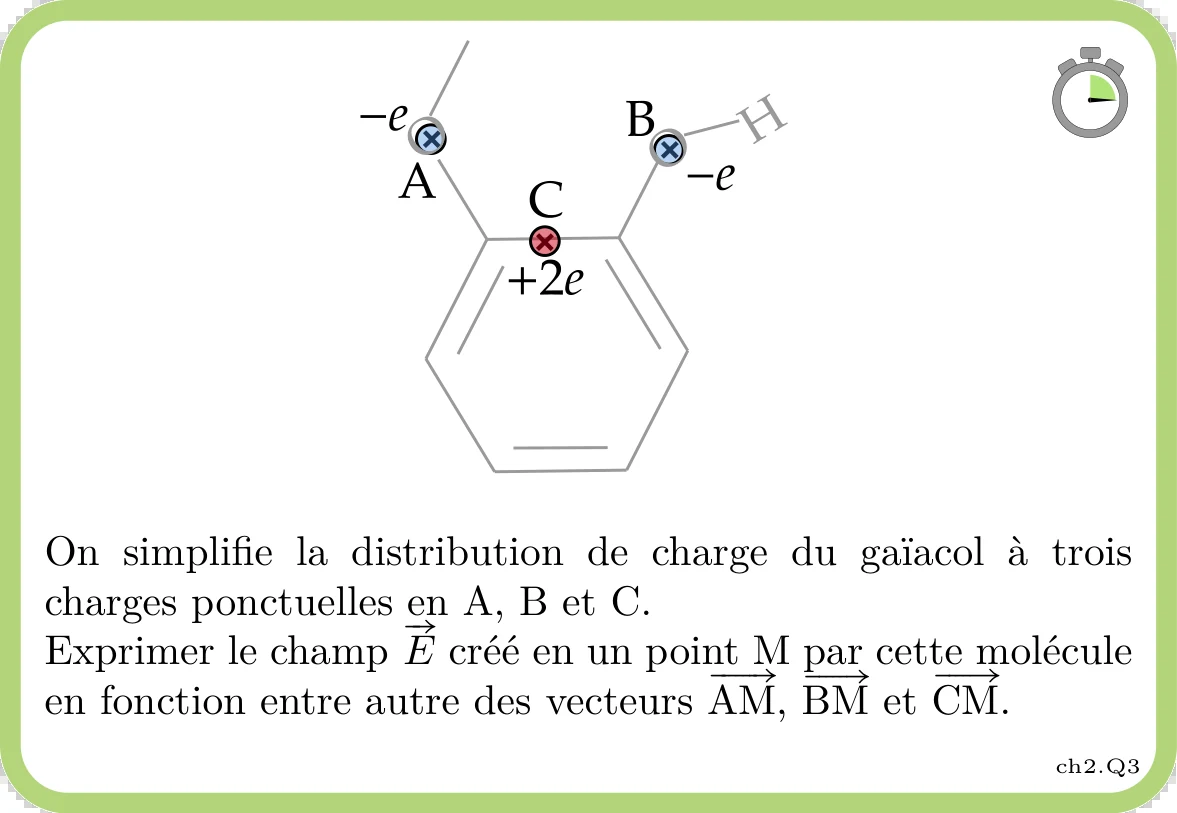 −e
B
H
A
C
−e
+2e
On simplifie la distribution de charge du gaïacol à trois
charges ponctuelles en A, B et C.
Exprimer le champ $\overrightarrow{E}$ créé en un point M par cette molécule
en fonction entre autre des vecteurs $\overrightarrow{AM}$, $\overrightarrow{BM}$ et $\overrightarrow{CM}$.
ch2.Q3